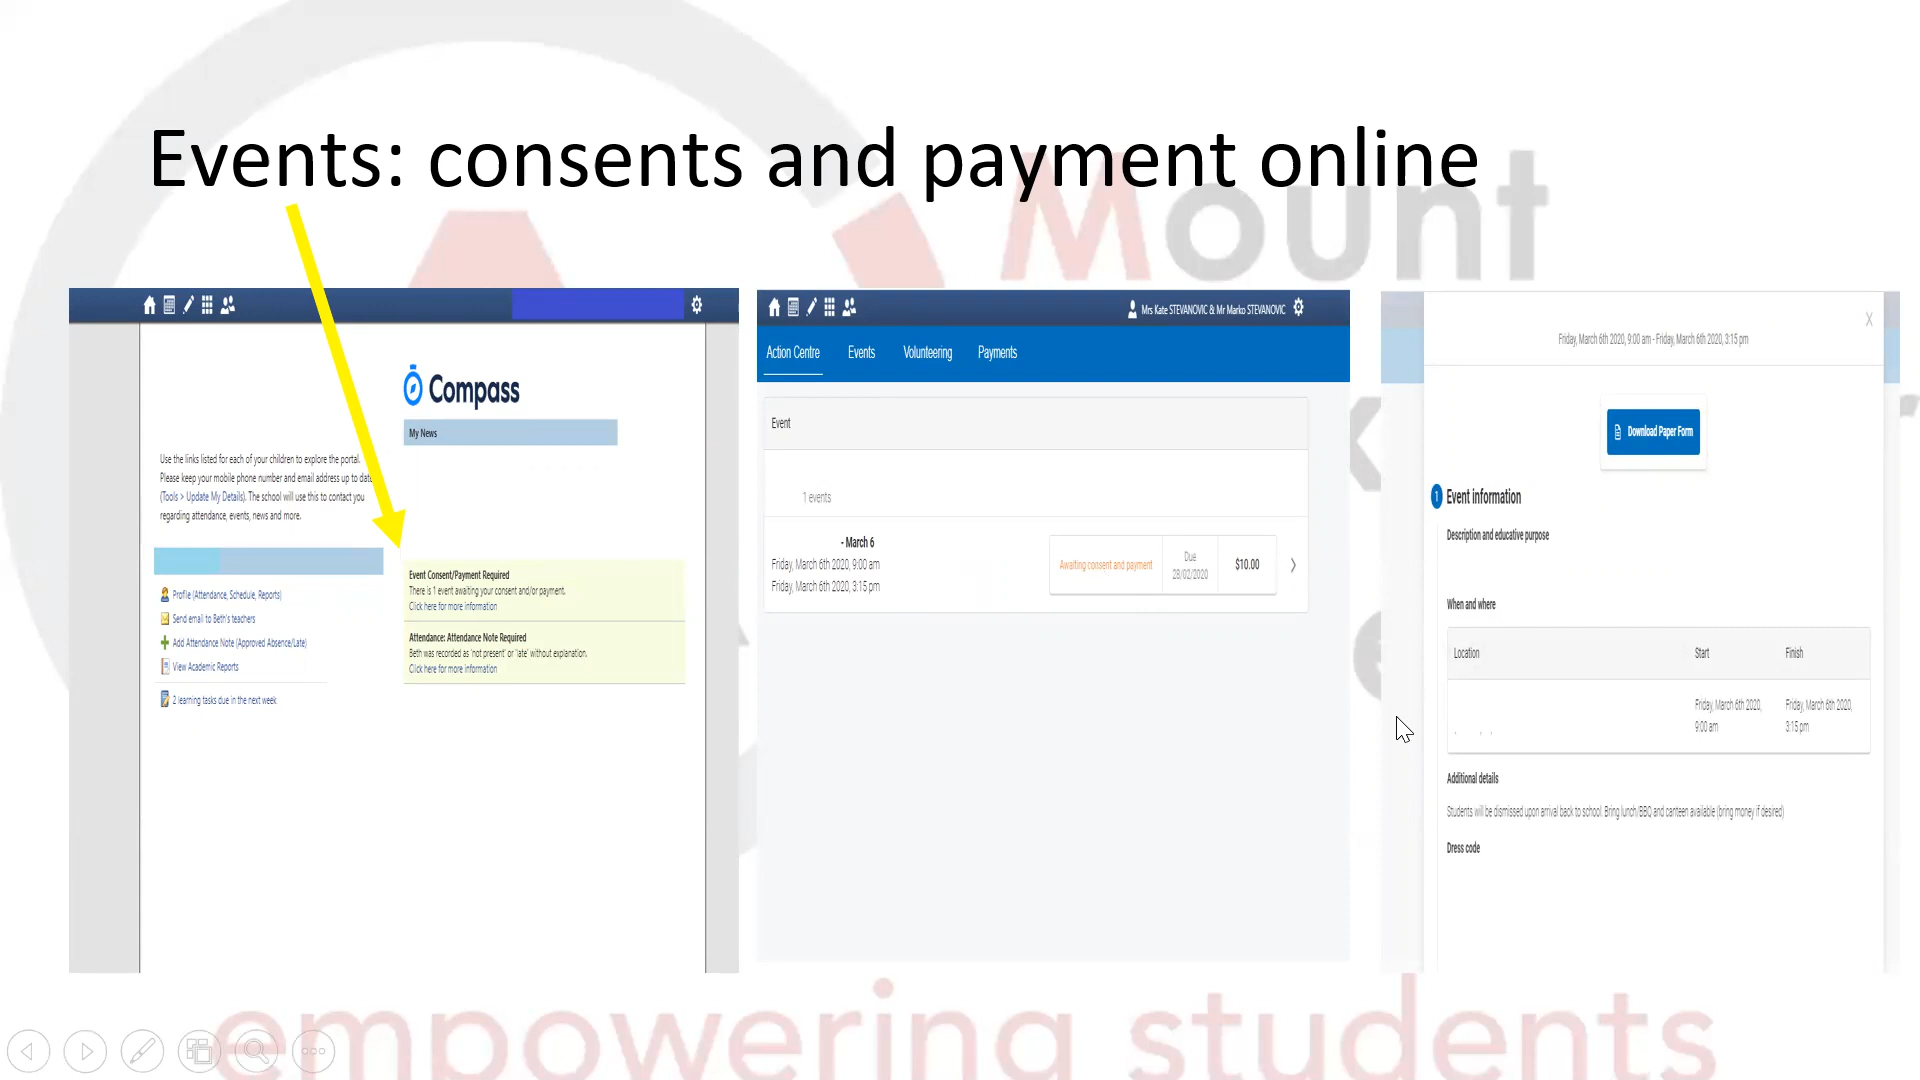 Events: consents and payment online
Mount
Compass
My News
Use the links listed for each of your children to explore the portal.
Please keep your mobile phone number and email address up to date
(Tools > Update My Details). The school will use this to contact you
regarding attendance, events, news and more.
Profile (Attendance, Schedule, Reports)
Send email to Beth's teachers
Add Attendance Note (Approved Absence/Late)
View Academic Reports
2 learning tasks due in the next week
Event Consent/Payment Required
There is 1 event awaiting your consent and/or payment.
Click here for more information
Attendance: Attendance Note Required
Beth was recorded as 'not present' or 'late' without explanation.
Click here for more information
Mrs Kate STEVANOVIC & Mr Marko STEVANOVIC
Action Centre Events Volunteering Payments
Event
1 events
- March 6
Friday, March 6th 2020, 9:00 am
Friday, March 6th 2020, 3:15 pm
Awaiting consent and payment
Due
28/02/2020
$10.00
X
Friday, March 6th 2020, 9:00 am - Friday, March 6th 2020, 3:15 pm
Download Paper Form
1 Event information
Description and educative purpose
When and where
Location Start Finish
Friday, March 6th 2020,
9:00 am
Friday, March 6th 2020,
3:15 pm
Additional details
Students will be dismissed upon arrival back to school. Bring lunch/BBQ and canteen available (bring money if desired)
Dress code
empowering students